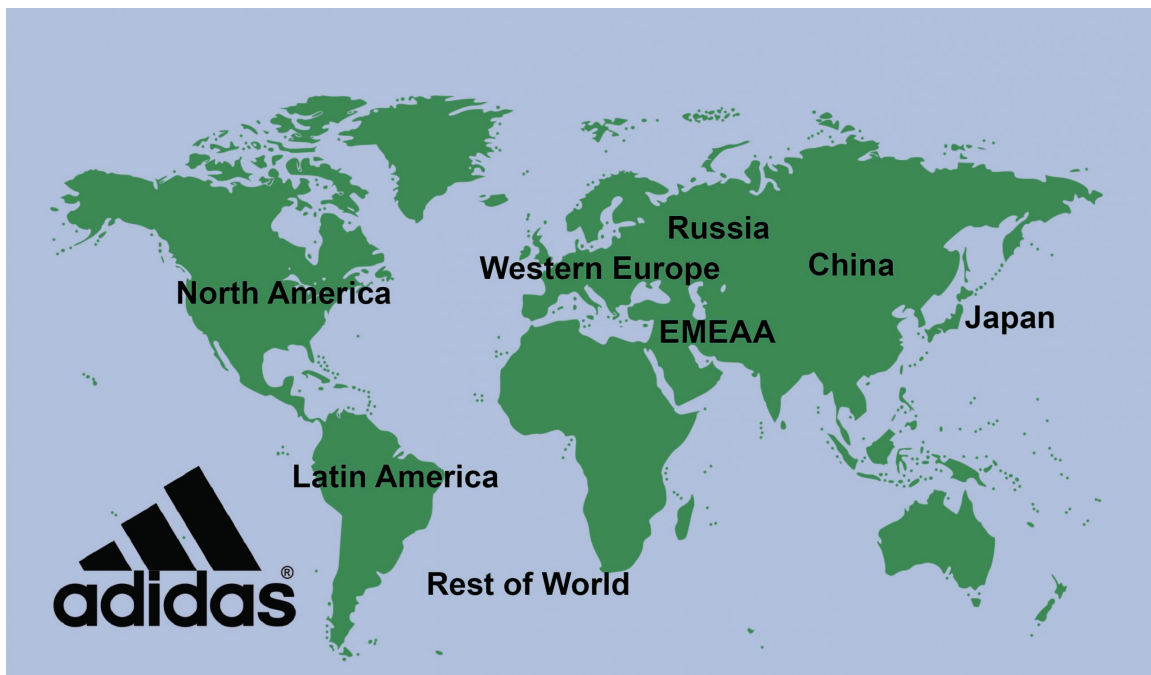 Russia
Western Europe
China
North America
Japan
EMEAA
Latin America
Rest of World
adidas®